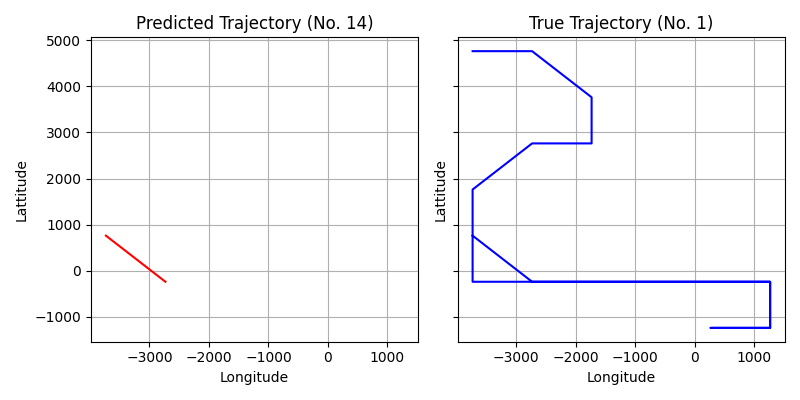 Predicted Trajectory (No. 14)
True Trajectory (No. 1)
5000
4000
3000
2000
1000
0
−1000
Lattitude
Lattitude
−3000 −2000 −1000 0 1000
−3000 −2000 −1000 0 1000
Longitude
Longitude